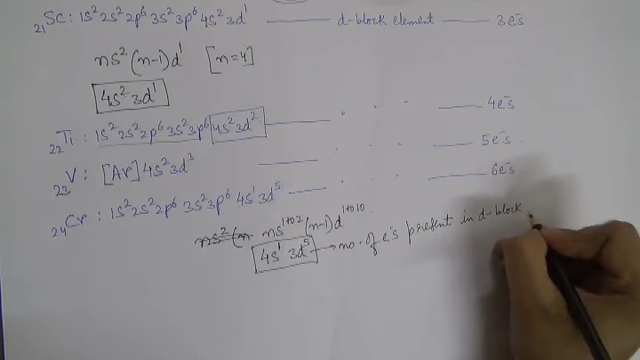 ₂₁Sc: 1s² 2s² 2p⁶ 3s² 3p⁶ 4s² 3d¹ —— d-block element —— 3e⁻s
ns² (n-1)d¹ [n=4]
4s² 3d¹
₂₂Ti: 1s² 2s² 2p⁶ 3s² 3p⁶ 4s² 3d² —— " " " —— 4e⁻s
₂₃V: [Ar] 4s² 3d³ —— " " " —— 5e⁻s
₂₄Cr: 1s² 2s² 2p⁶ 3s² 3p⁶ 4s¹ 3d⁵ —— " " " —— 6e⁻s
ns² (n ns¹ᵗᵒ² (n-1)d¹ᵗᵒ¹⁰
4s¹ 3d⁵ → no. of e⁻s present in d-block